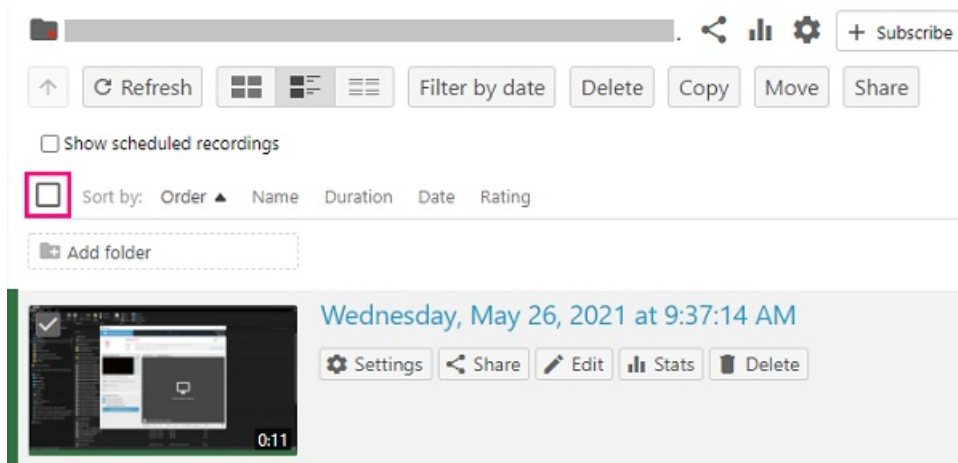 . + Subscribe
Refresh Filter by date Delete Copy Move Share
Show scheduled recordings
Sort by: Order ▲ Name Duration Date Rating
Add folder
Wednesday, May 26, 2021 at 9:37:14 AM
Settings Share Edit Stats Delete
0:11